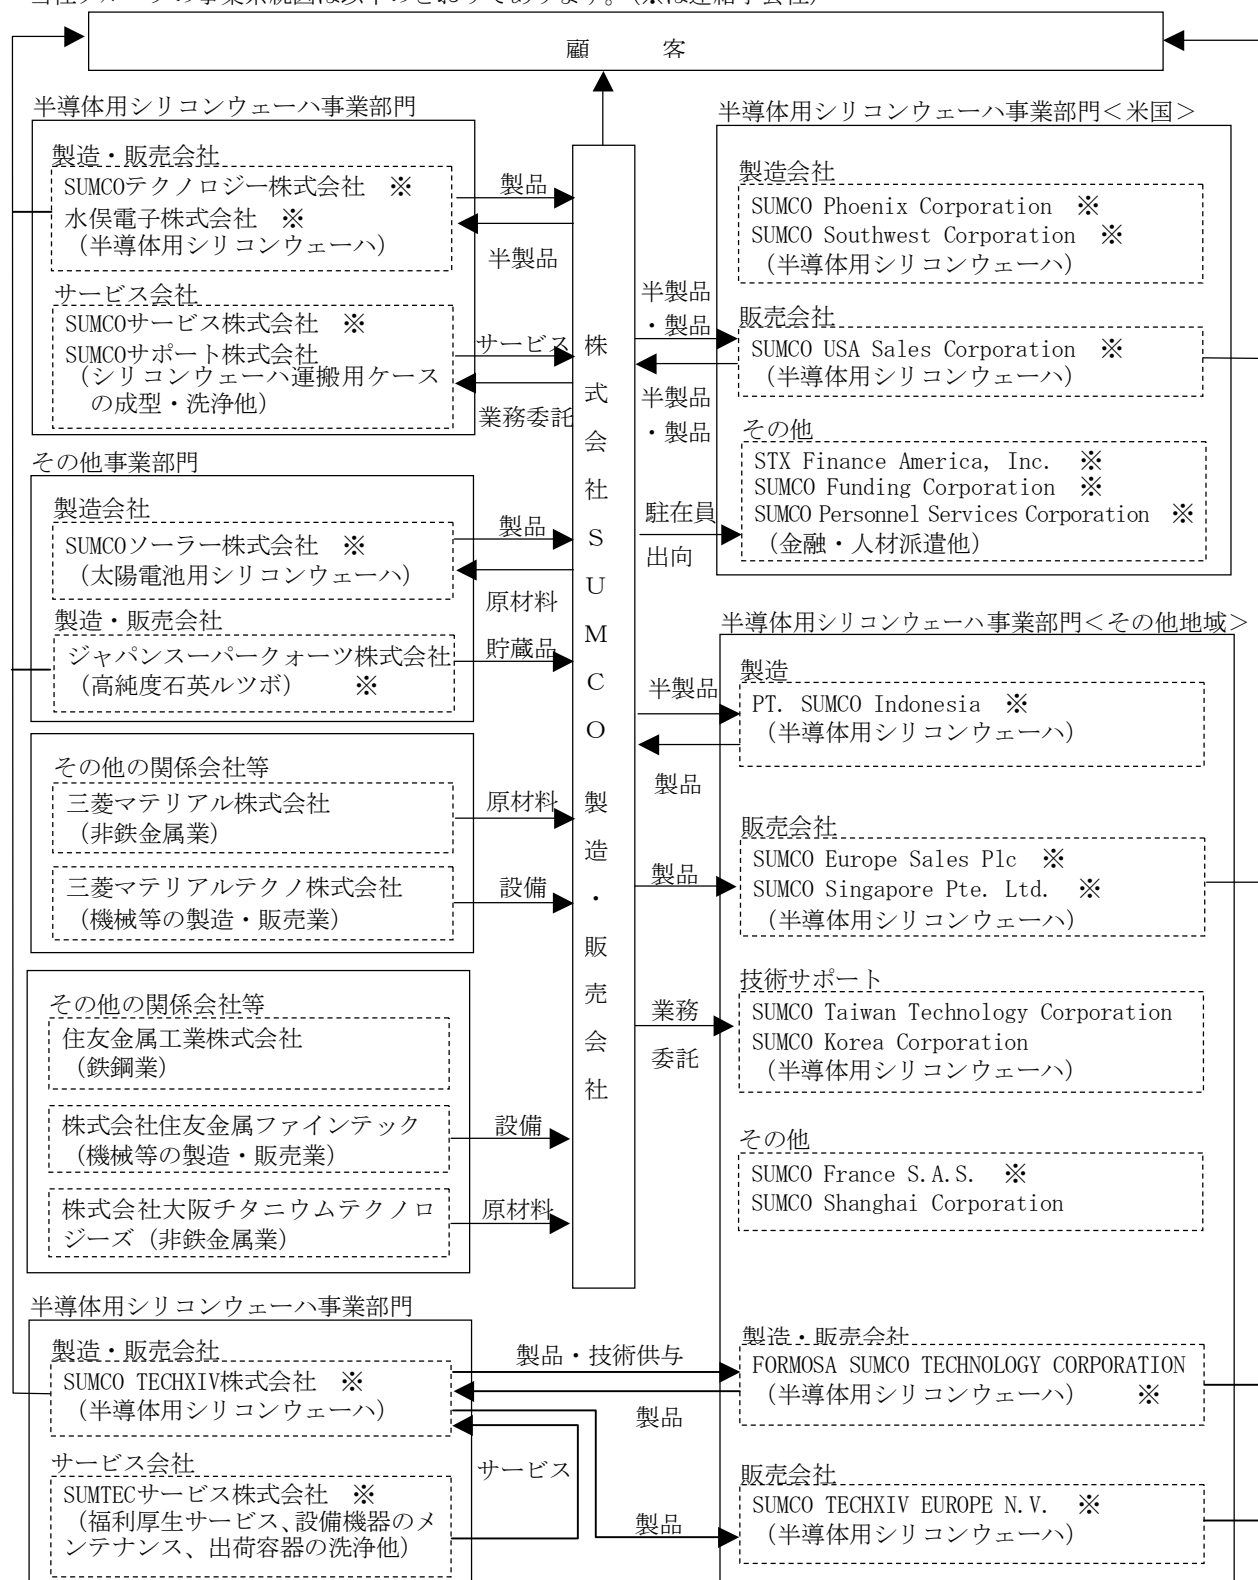 当社グループの事業系統図は以下のとおりであります。(※は連結子会社)
顧　　客
半導体用シリコンウェーハ事業部門
製造・販売会社
SUMCOテクノロジー株式会社　※
水俣電子株式会社　※
（半導体用シリコンウェーハ）
サービス会社
SUMCOサービス株式会社　※
SUMCOサポート株式会社
（シリコンウェーハ運搬用ケース
の成型・洗浄他）
製品
半製品
サービス
業務委託
その他事業部門
製造会社
SUMCOソーラー株式会社　※
（太陽電池用シリコンウェーハ）
製造・販売会社
ジャパンスーパークォーツ株式会社
（高純度石英ルツボ）　※
製品
原材料
貯蔵品
その他の関係会社等
三菱マテリアル株式会社
（非鉄金属業）
三菱マテリアルテクノ株式会社
（機械等の製造・販売業）
原材料
設備
その他の関係会社等
住友金属工業株式会社
（鉄鋼業）
株式会社住友金属ファインテック
（機械等の製造・販売業）
株式会社大阪チタニウムテクノロ
ジーズ（非鉄金属業）
設備
原材料
株式会社SUMCO 製造・販売会社
半導体用シリコンウェーハ事業部門＜米国＞
製造会社
SUMCO Phoenix Corporation　※
SUMCO Southwest Corporation　※
（半導体用シリコンウェーハ）
販売会社
SUMCO USA Sales Corporation　※
（半導体用シリコンウェーハ）
その他
STX Finance America, Inc.　※
SUMCO Funding Corporation　※
SUMCO Personnel Services Corporation　※
（金融・人材派遣他）
半製品
・製品
半製品
・製品
駐在員
出向
半導体用シリコンウェーハ事業部門＜その他地域＞
製造
PT. SUMCO Indonesia　※
（半導体用シリコンウェーハ）
半製品
製品
販売会社
SUMCO Europe Sales Plc　※
SUMCO Singapore Pte. Ltd.　※
（半導体用シリコンウェーハ）
製品
技術サポート
SUMCO Taiwan Technology Corporation
SUMCO Korea Corporation
（半導体用シリコンウェーハ）
業務
委託
その他
SUMCO France S.A.S.　※
SUMCO Shanghai Corporation
半導体用シリコンウェーハ事業部門
製造・販売会社
SUMCO TECHXIV株式会社　※
（半導体用シリコンウェーハ）
サービス会社
SUMTECサービス株式会社　※
（福利厚生サービス、設備機器のメ
ンテナンス、出荷容器の洗浄他）
製品・技術供与
製品
サービス
製品
製造・販売会社
FORMOSA SUMCO TECHNOLOGY CORPORATION
（半導体用シリコンウェーハ）　※
販売会社
SUMCO TECHXIV EUROPE N.V.　※
（半導体用シリコンウェーハ）